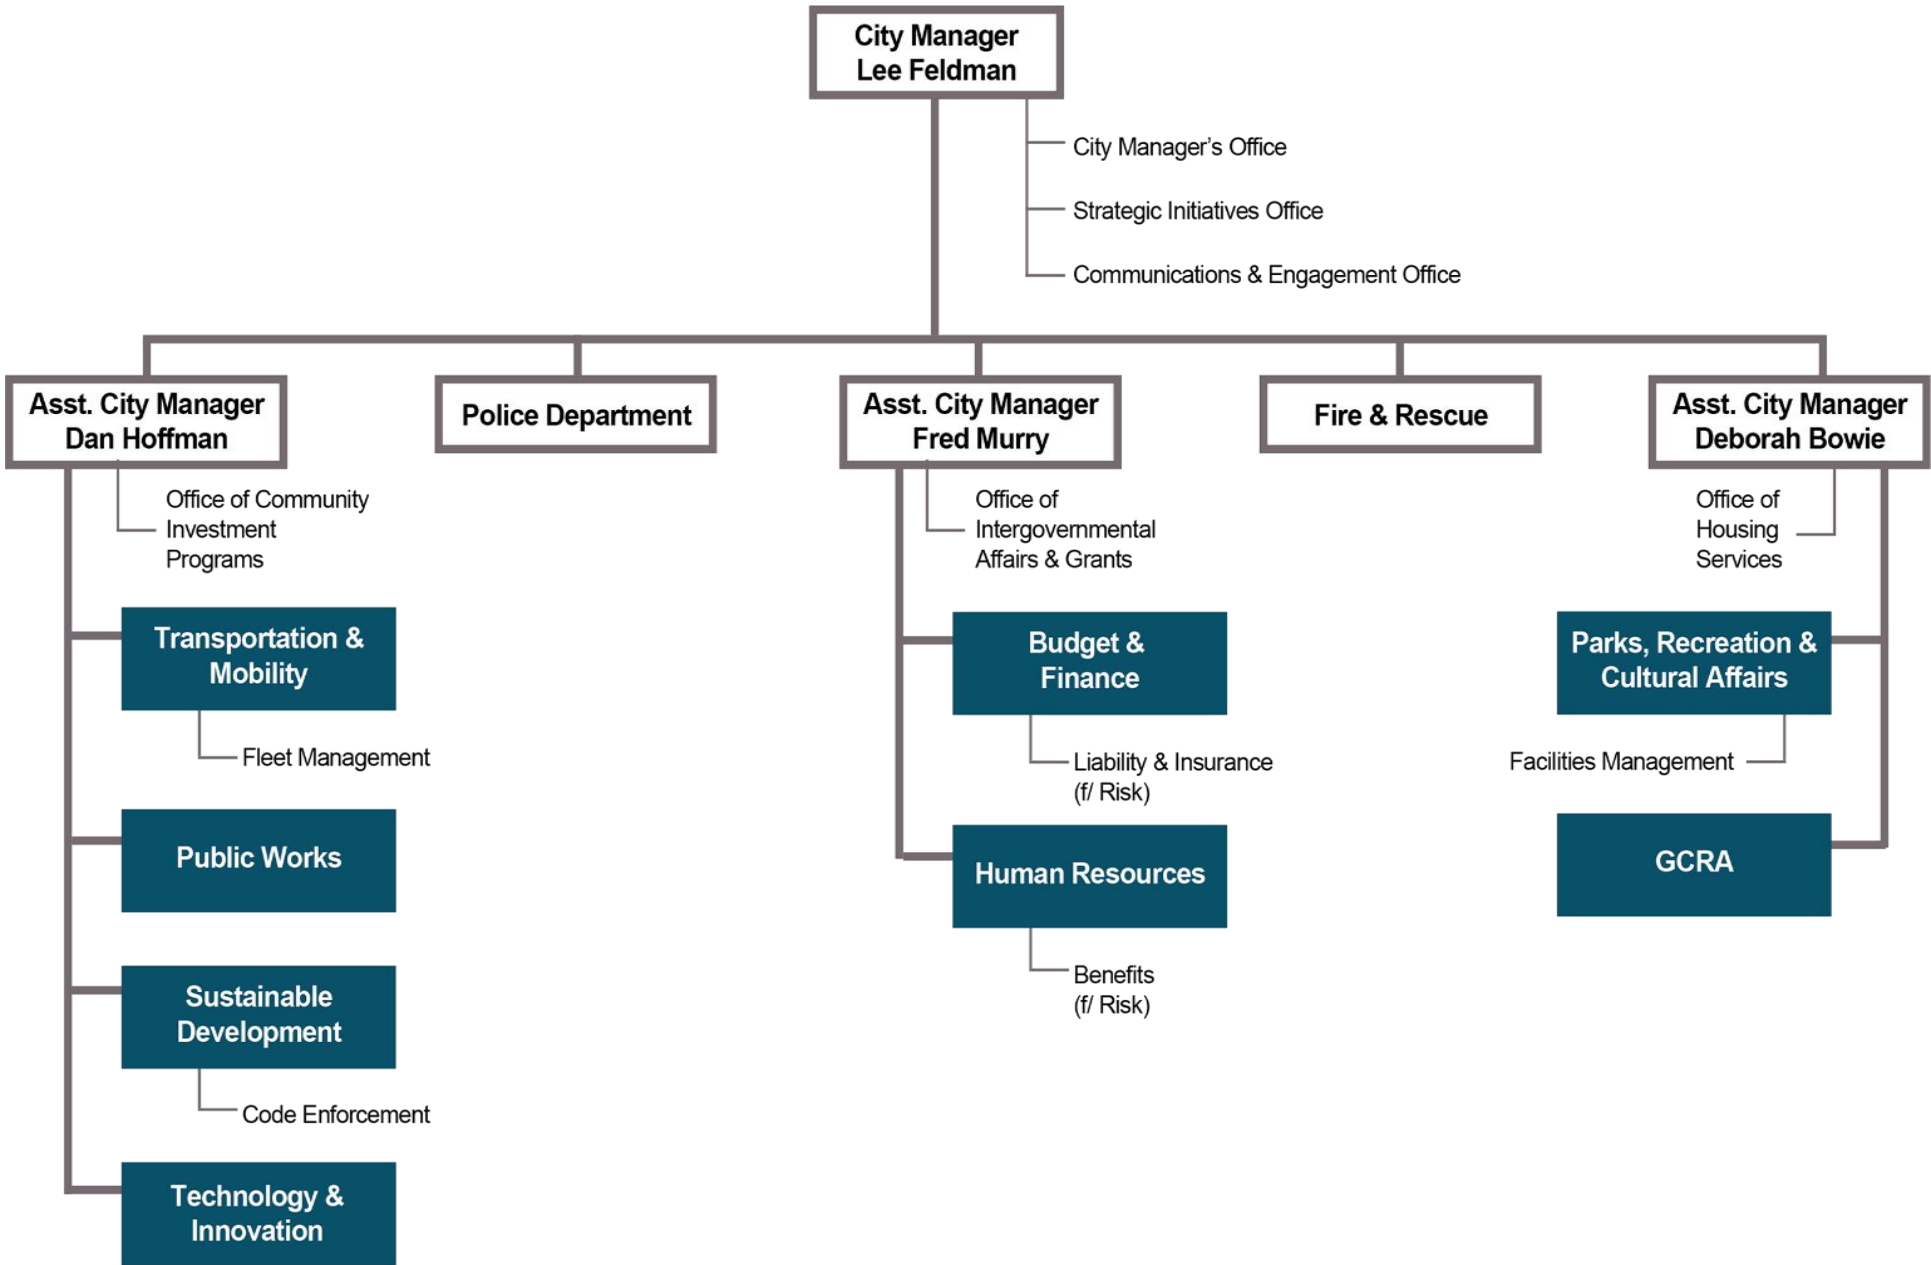 City Manager
Lee Feldman
City Manager’s Office
Strategic Initiatives Office
Communications & Engagement Office
Asst. City Manager
Dan Hoffman
Police Department
Asst. City Manager
Fred Murry
Fire & Rescue
Asst. City Manager
Deborah Bowie
Office of Community
Investment
Programs
Transportation &
Mobility
Fleet Management
Public Works
Sustainable
Development
Code Enforcement
Technology &
Innovation
Office of
Intergovernmental
Affairs & Grants
Budget &
Finance
Liability & Insurance
(f/ Risk)
Human Resources
Benefits
(f/ Risk)
Office of
Housing
Services
Parks, Recreation &
Cultural Affairs
Facilities Management
GCRA